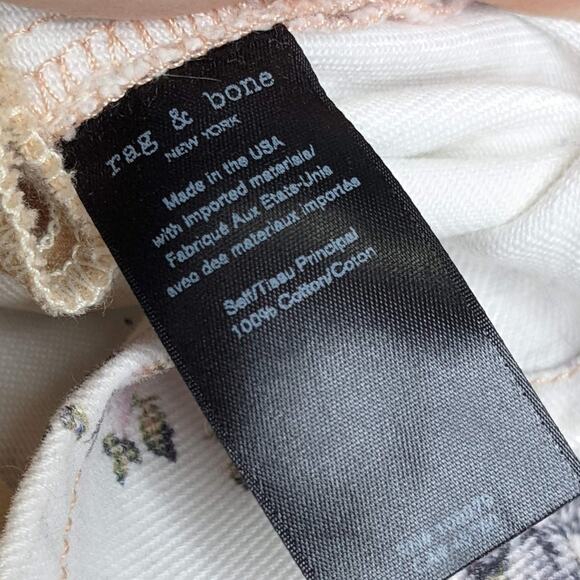 rag & bone
NEW YORK
Made in the USA
with imported materials/
Fabriqué Aux Etats-Unis
avec des materiaux importés
Self/Tissu Principal
100% Cotton/Coton